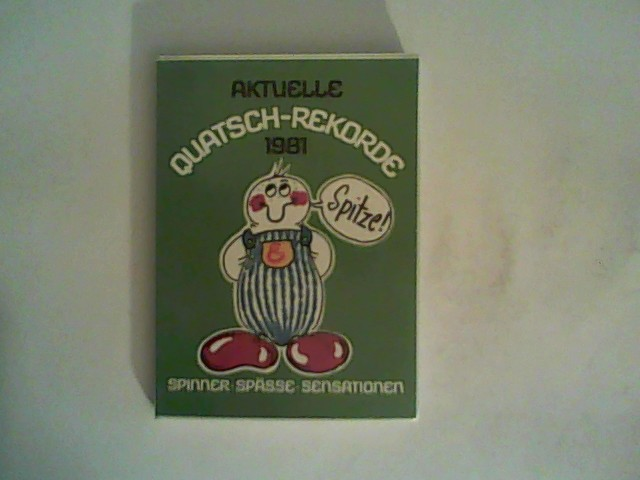 AKTUELLE
QUATSCH-REKORDE
1981
Spitze!
SPINNER·SPÄSSE·SENSATIONEN